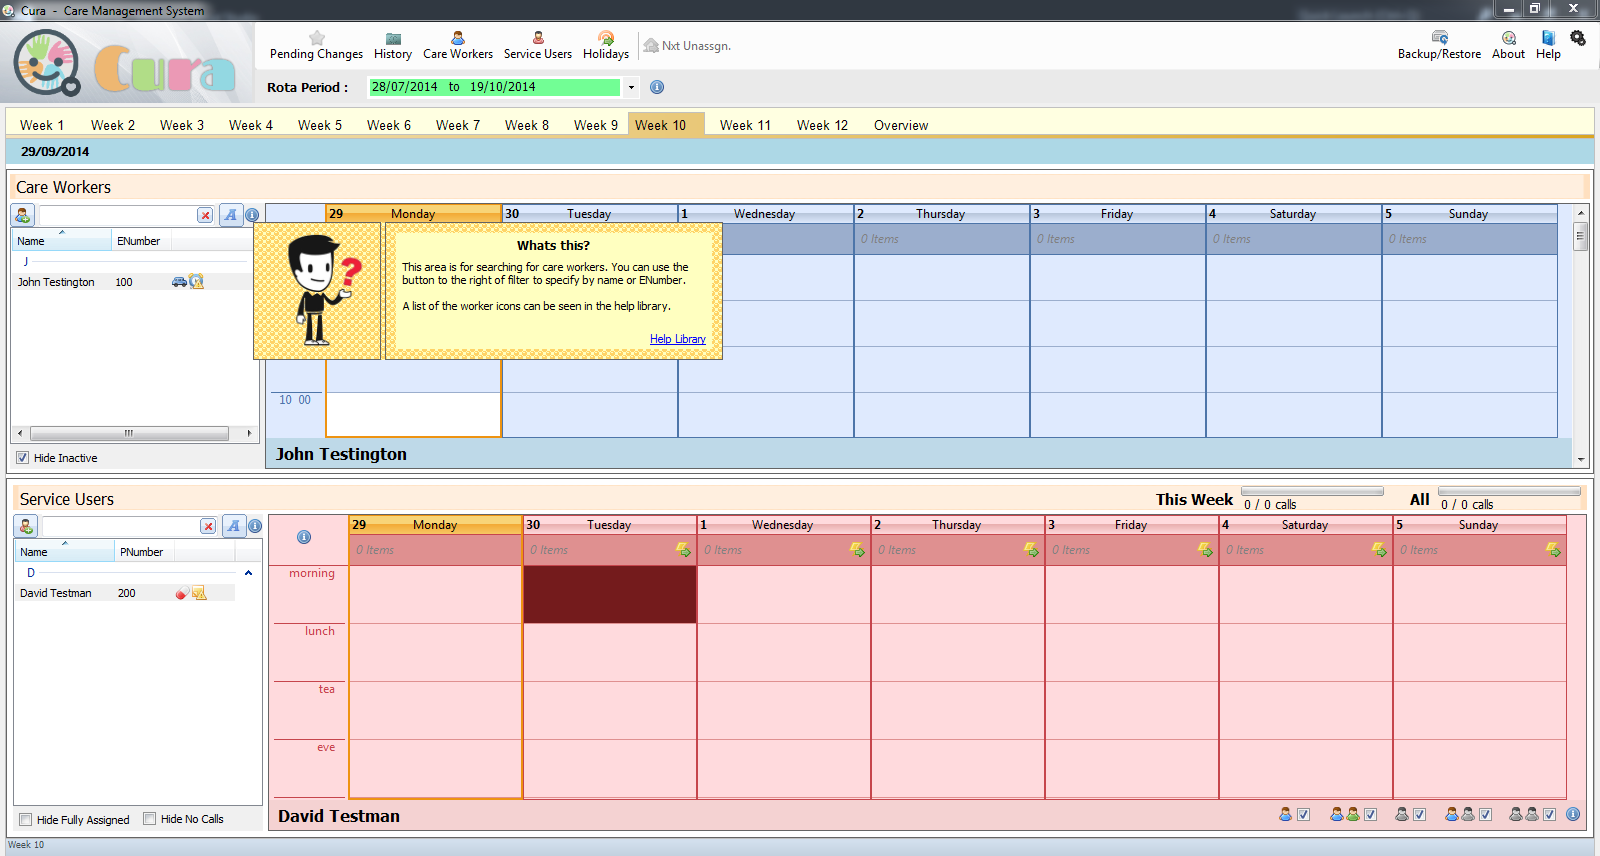 Cura - Care Management System
Cura
Pending Changes
History
Care Workers
Service Users
Holidays
Nxt Unassgn.
Backup/Restore
About
Help
Rota Period :
28/07/2014 to 19/10/2014
Week 1
Week 2
Week 3
Week 4
Week 5
Week 6
Week 7
Week 8
Week 9
Week 10
Week 11
Week 12
Overview
29/09/2014
Care Workers
A
29 Monday
30 Tuesday
1 Wednesday
2 Thursday
3 Friday
4 Saturday
5 Sunday
Name
ENumber
J
John Testington 100
Hide Inactive
0 Items
0 Items
0 Items
0 Items
Whats this?
This area is for searching for care workers. You can use the
button to the right of filter to specify by name or ENumber.
A list of the worker icons can be seen in the help library.
Help Library
10 00
John Testington
Service Users
This Week
0 / 0 calls
All
0 / 0 calls
A
29 Monday
30 Tuesday
1 Wednesday
2 Thursday
3 Friday
4 Saturday
5 Sunday
Name
PNumber
D
David Testman 200
Hide Fully Assigned
Hide No Calls
0 Items
0 Items
0 Items
0 Items
0 Items
0 Items
0 Items
morning
lunch
tea
eve
David Testman
Week 10